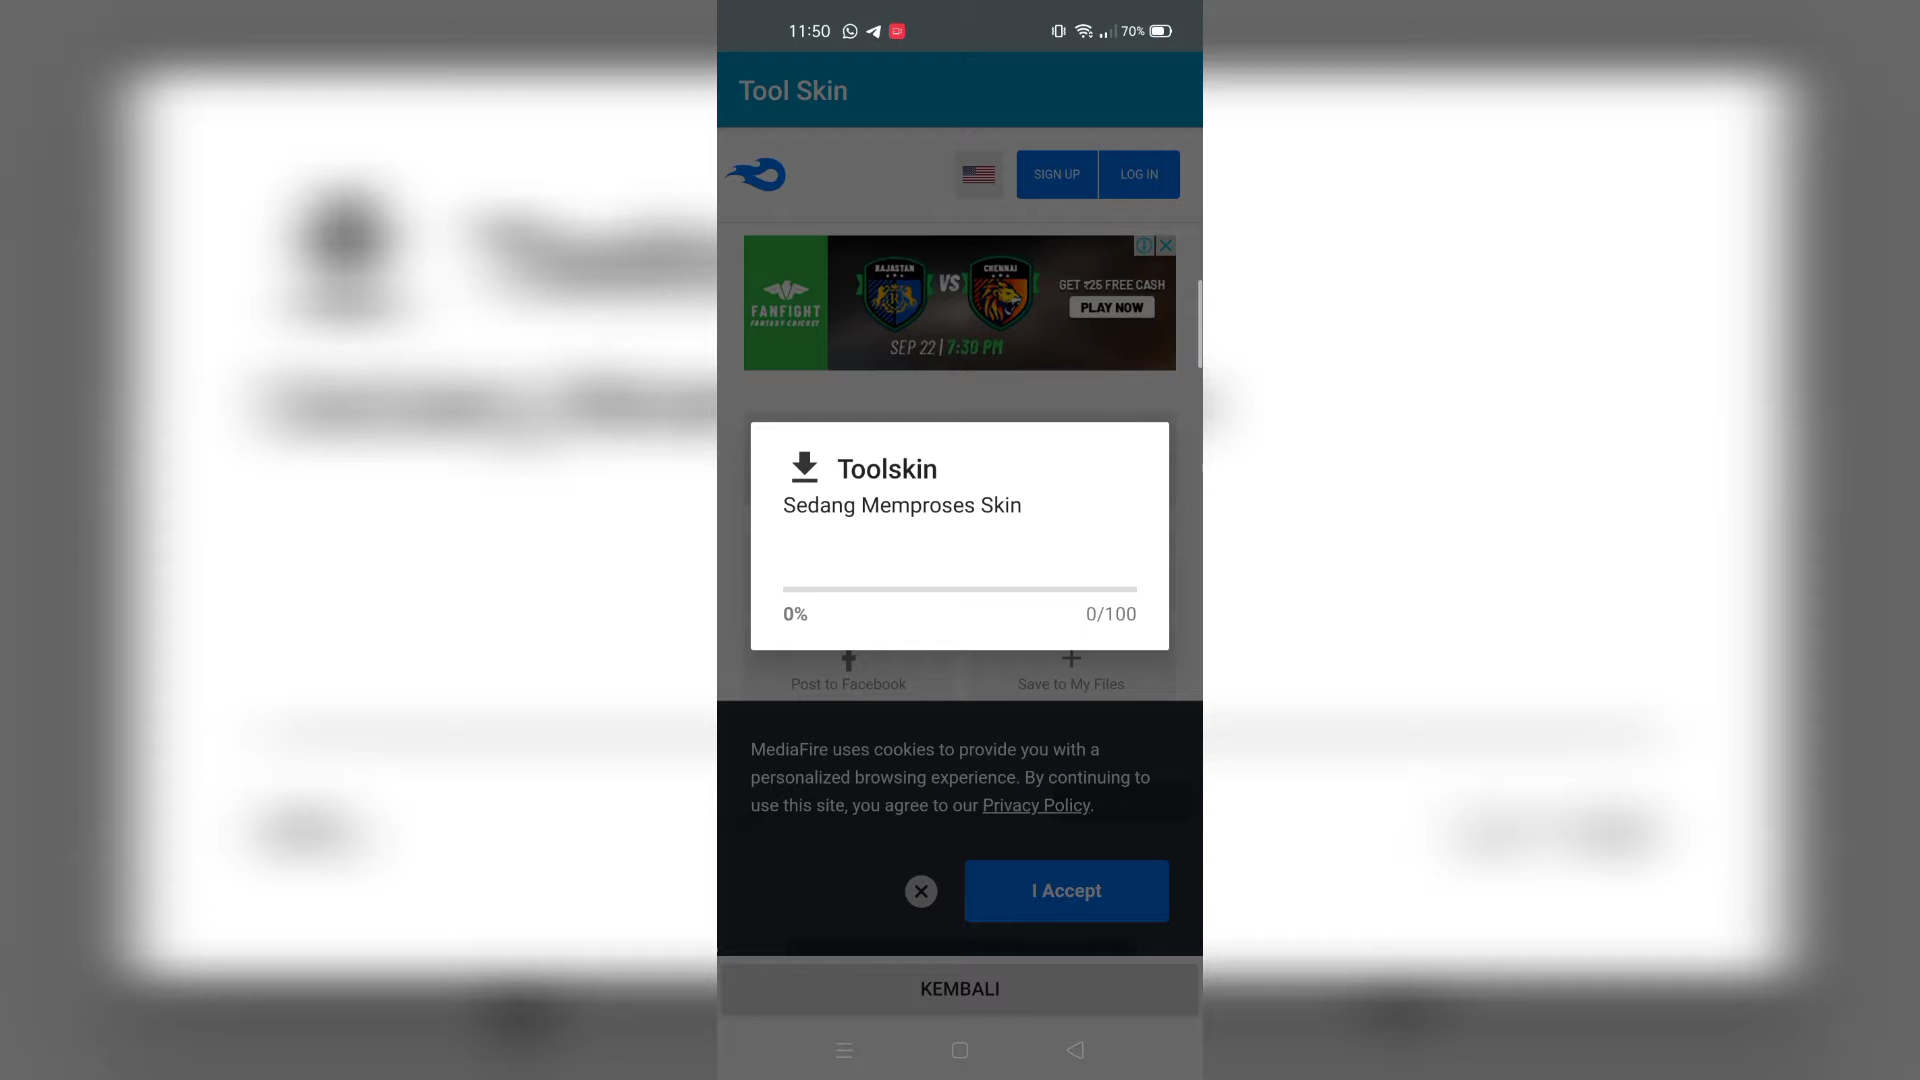 11:50
70%
Tool Skin
SIGN UP
LOG IN
FANFIGHT
FANTASY CRICKET
RAJASTAN
VS
CHENNAI
SEP 22 | 7:30 PM
GET ₹25 FREE CASH
PLAY NOW
Toolskin
Sedang Memproses Skin
0%
0/100
Post to Facebook
Save to My Files
MediaFire uses cookies to provide you with a
personalized browsing experience. By continuing to
use this site, you agree to our Privacy Policy.
I Accept
KEMBALI